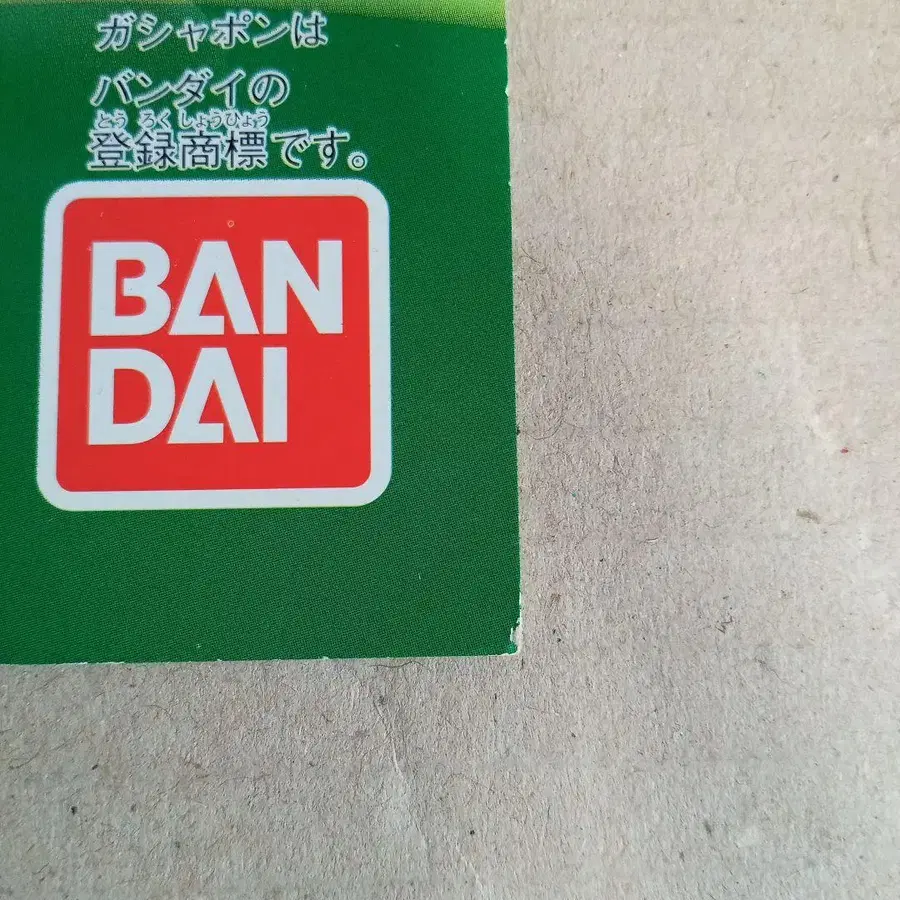 ガシャポンは
バンダイの
とうろくしょうひょう
登録商標です。
BAN
DAI